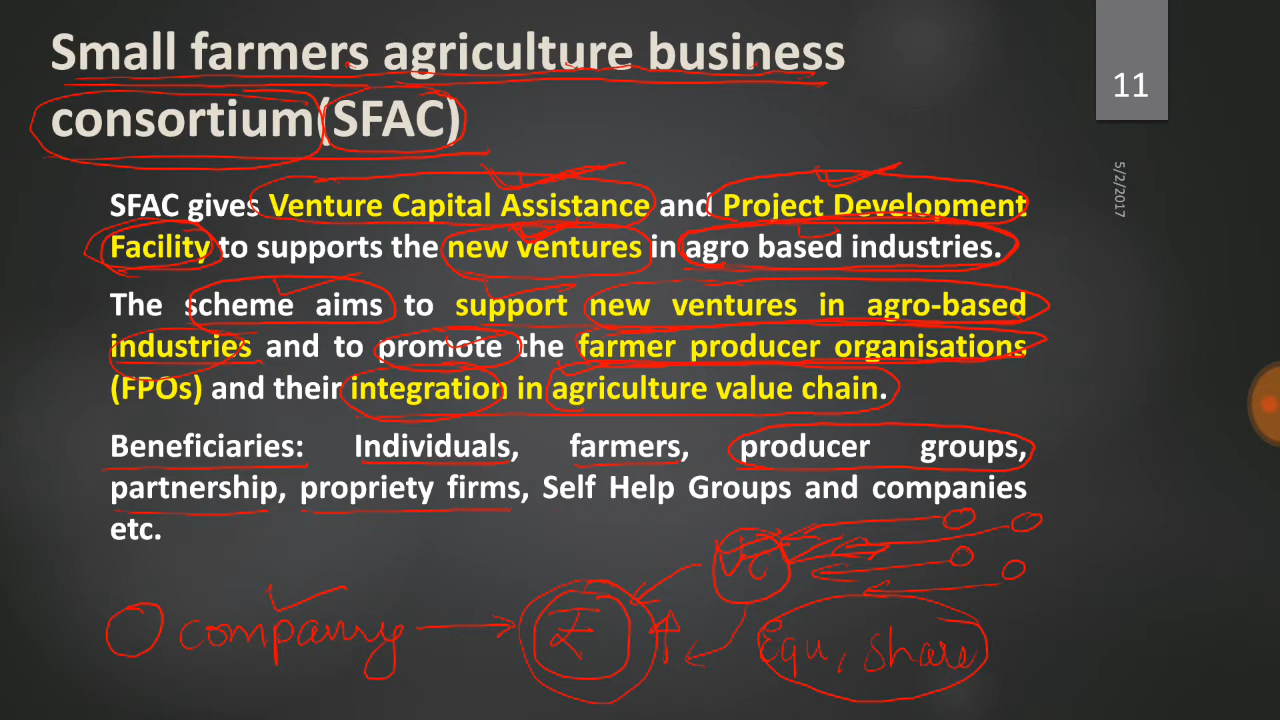 Small farmers agriculture business
consortium(SFAC)
11
5/2/2017
SFAC gives Venture Capital Assistance and Project Development
Facility to supports the new ventures in agro based industries.
The scheme aims to support new ventures in agro-based
industries and to promote the farmer producer organisations
(FPOs) and their integration in agriculture value chain.
Beneficiaries: Individuals, farmers, producer groups,
partnership, propriety firms, Self Help Groups and companies
etc.
VC
company ₹ Equ, Share